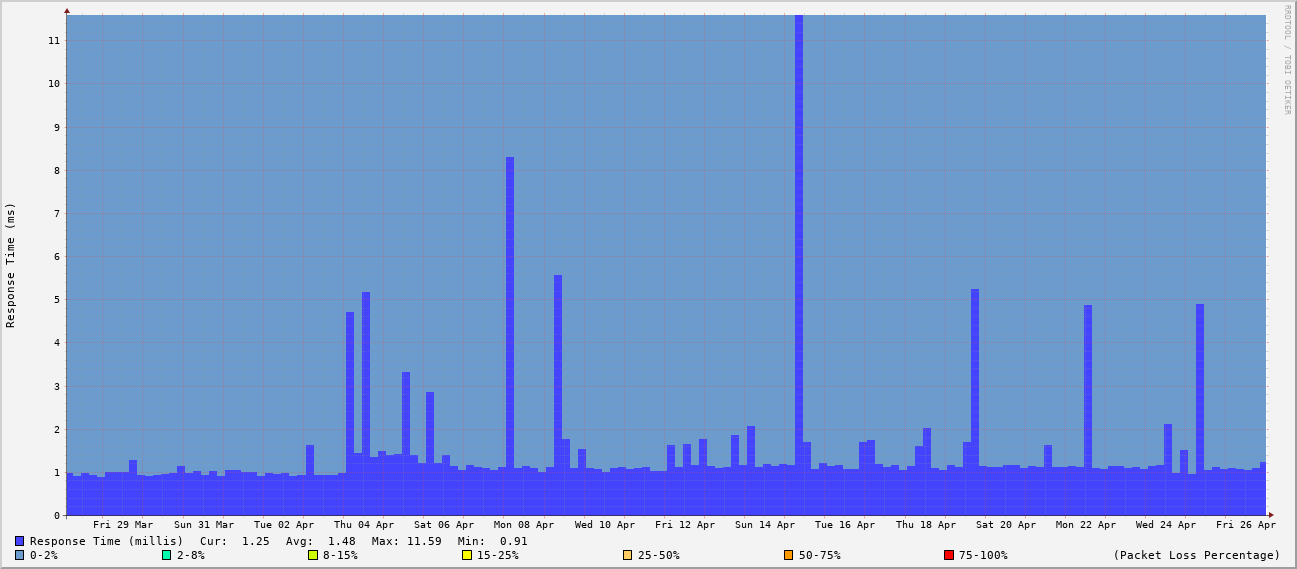 RRDTOOL / TOBI OETIKER
Response Time (ms)
11
10
9
8
7
6
5
4
3
2
1
0
Fri 29 Mar Sun 31 Mar Tue 02 Apr Thu 04 Apr Sat 06 Apr Mon 08 Apr Wed 10 Apr Fri 12 Apr Sun 14 Apr Tue 16 Apr Thu 18 Apr Sat 20 Apr Mon 22 Apr Wed 24 Apr Fri 26 Apr
Response Time (millis) Cur: 1.25 Avg: 1.48 Max: 11.59 Min: 0.91
0-2% 2-8% 8-15% 15-25% 25-50% 50-75% 75-100% (Packet Loss Percentage)